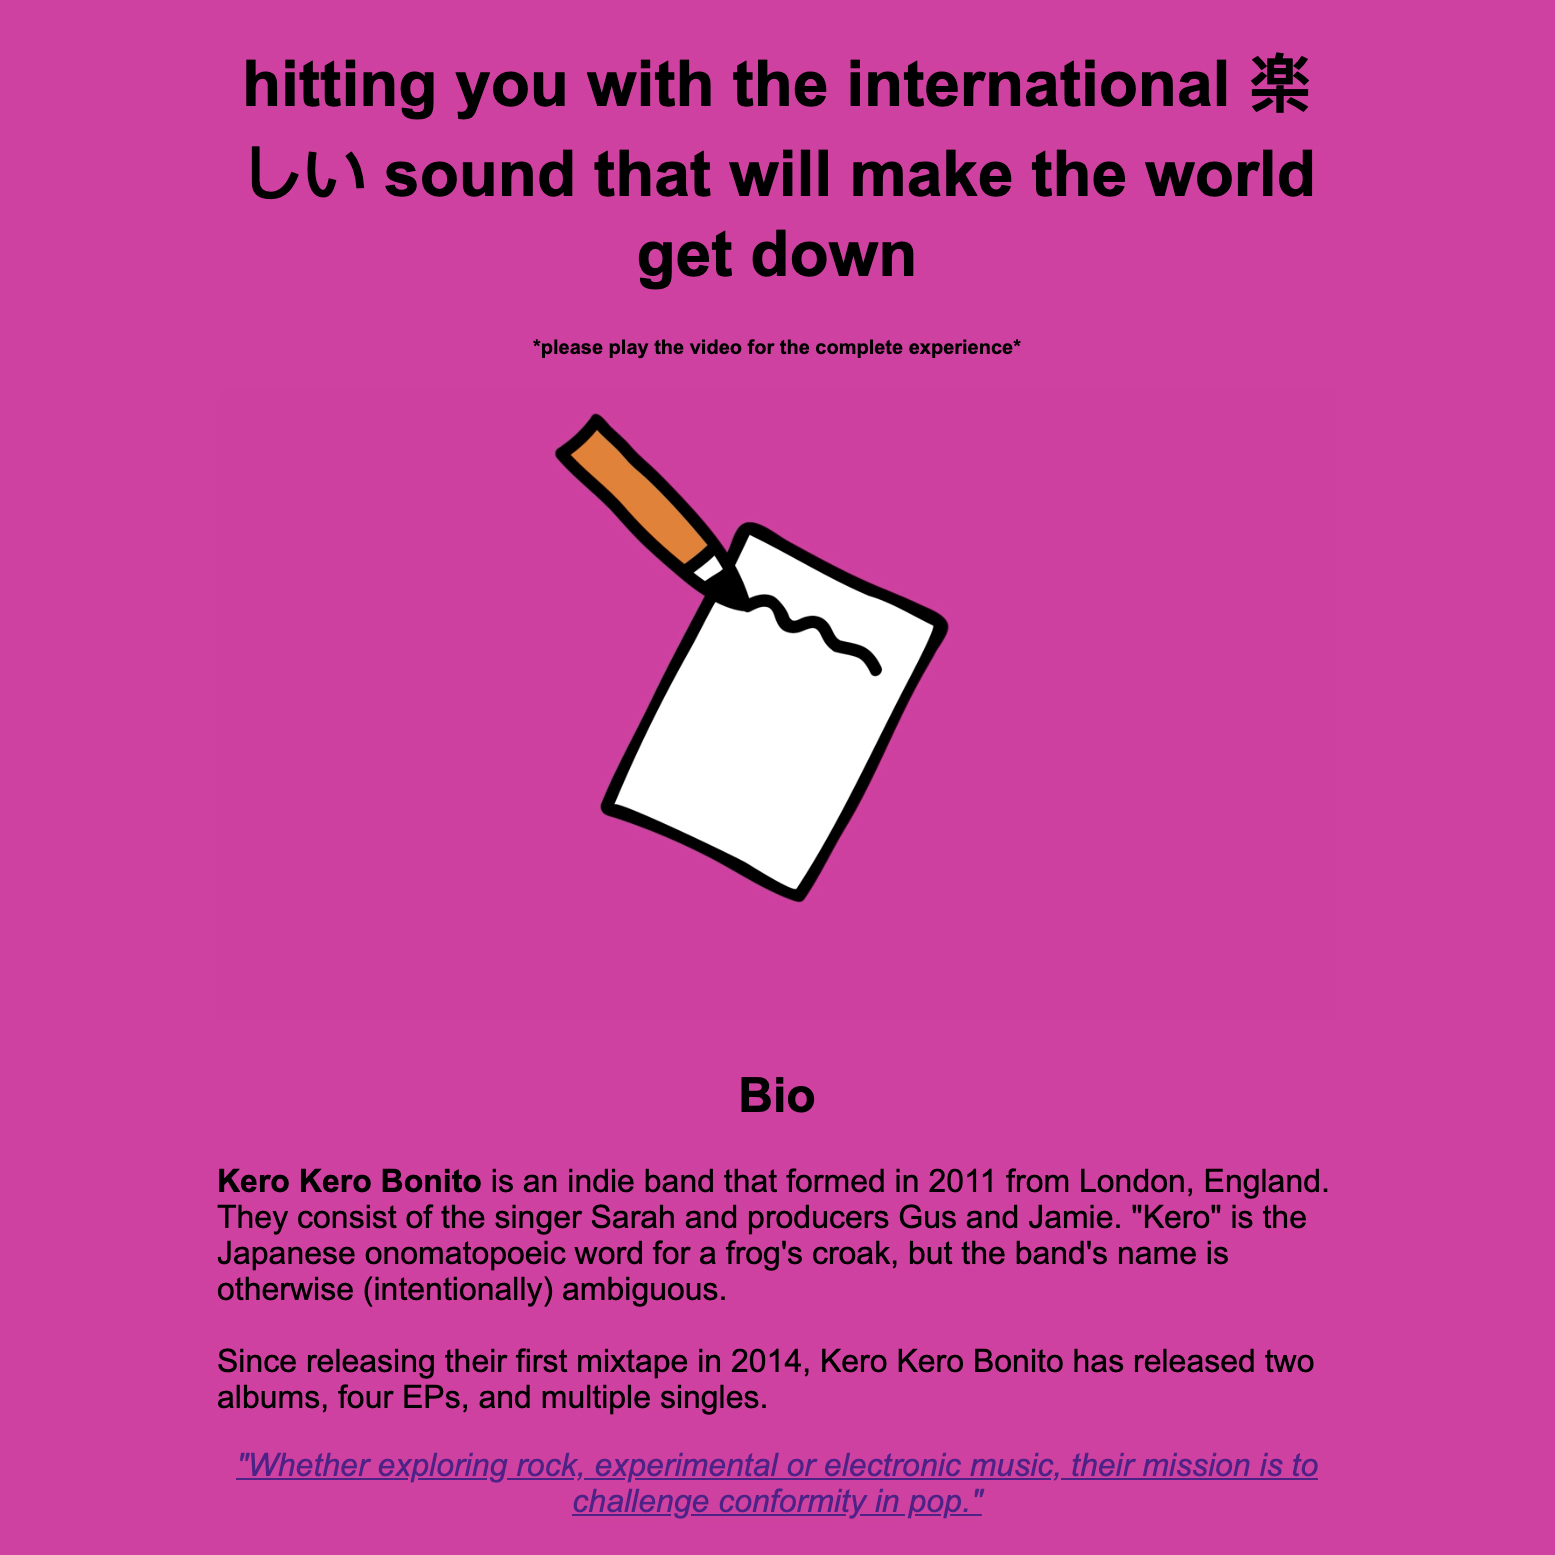 hitting you with the international 楽
しい sound that will make the world
get down
*please play the video for the complete experience*
Bio
Kero Kero Bonito is an indie band that formed in 2011 from London, England.
They consist of the singer Sarah and producers Gus and Jamie. "Kero" is the
Japanese onomatopoeic word for a frog's croak, but the band's name is
otherwise (intentionally) ambiguous.
Since releasing their first mixtape in 2014, Kero Kero Bonito has released two
albums, four EPs, and multiple singles.
"Whether exploring rock, experimental or electronic music, their mission is to
challenge conformity in pop."